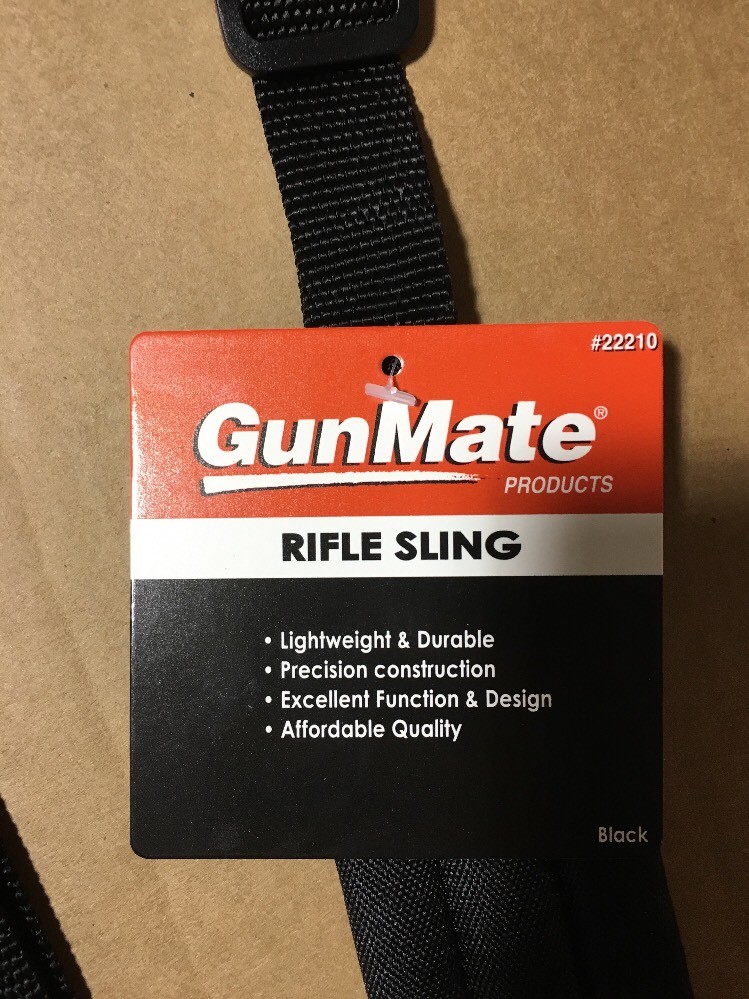 #22210
GunMate®
PRODUCTS
RIFLE SLING
• Lightweight & Durable
• Precision construction
• Excellent Function & Design
• Affordable Quality
Black